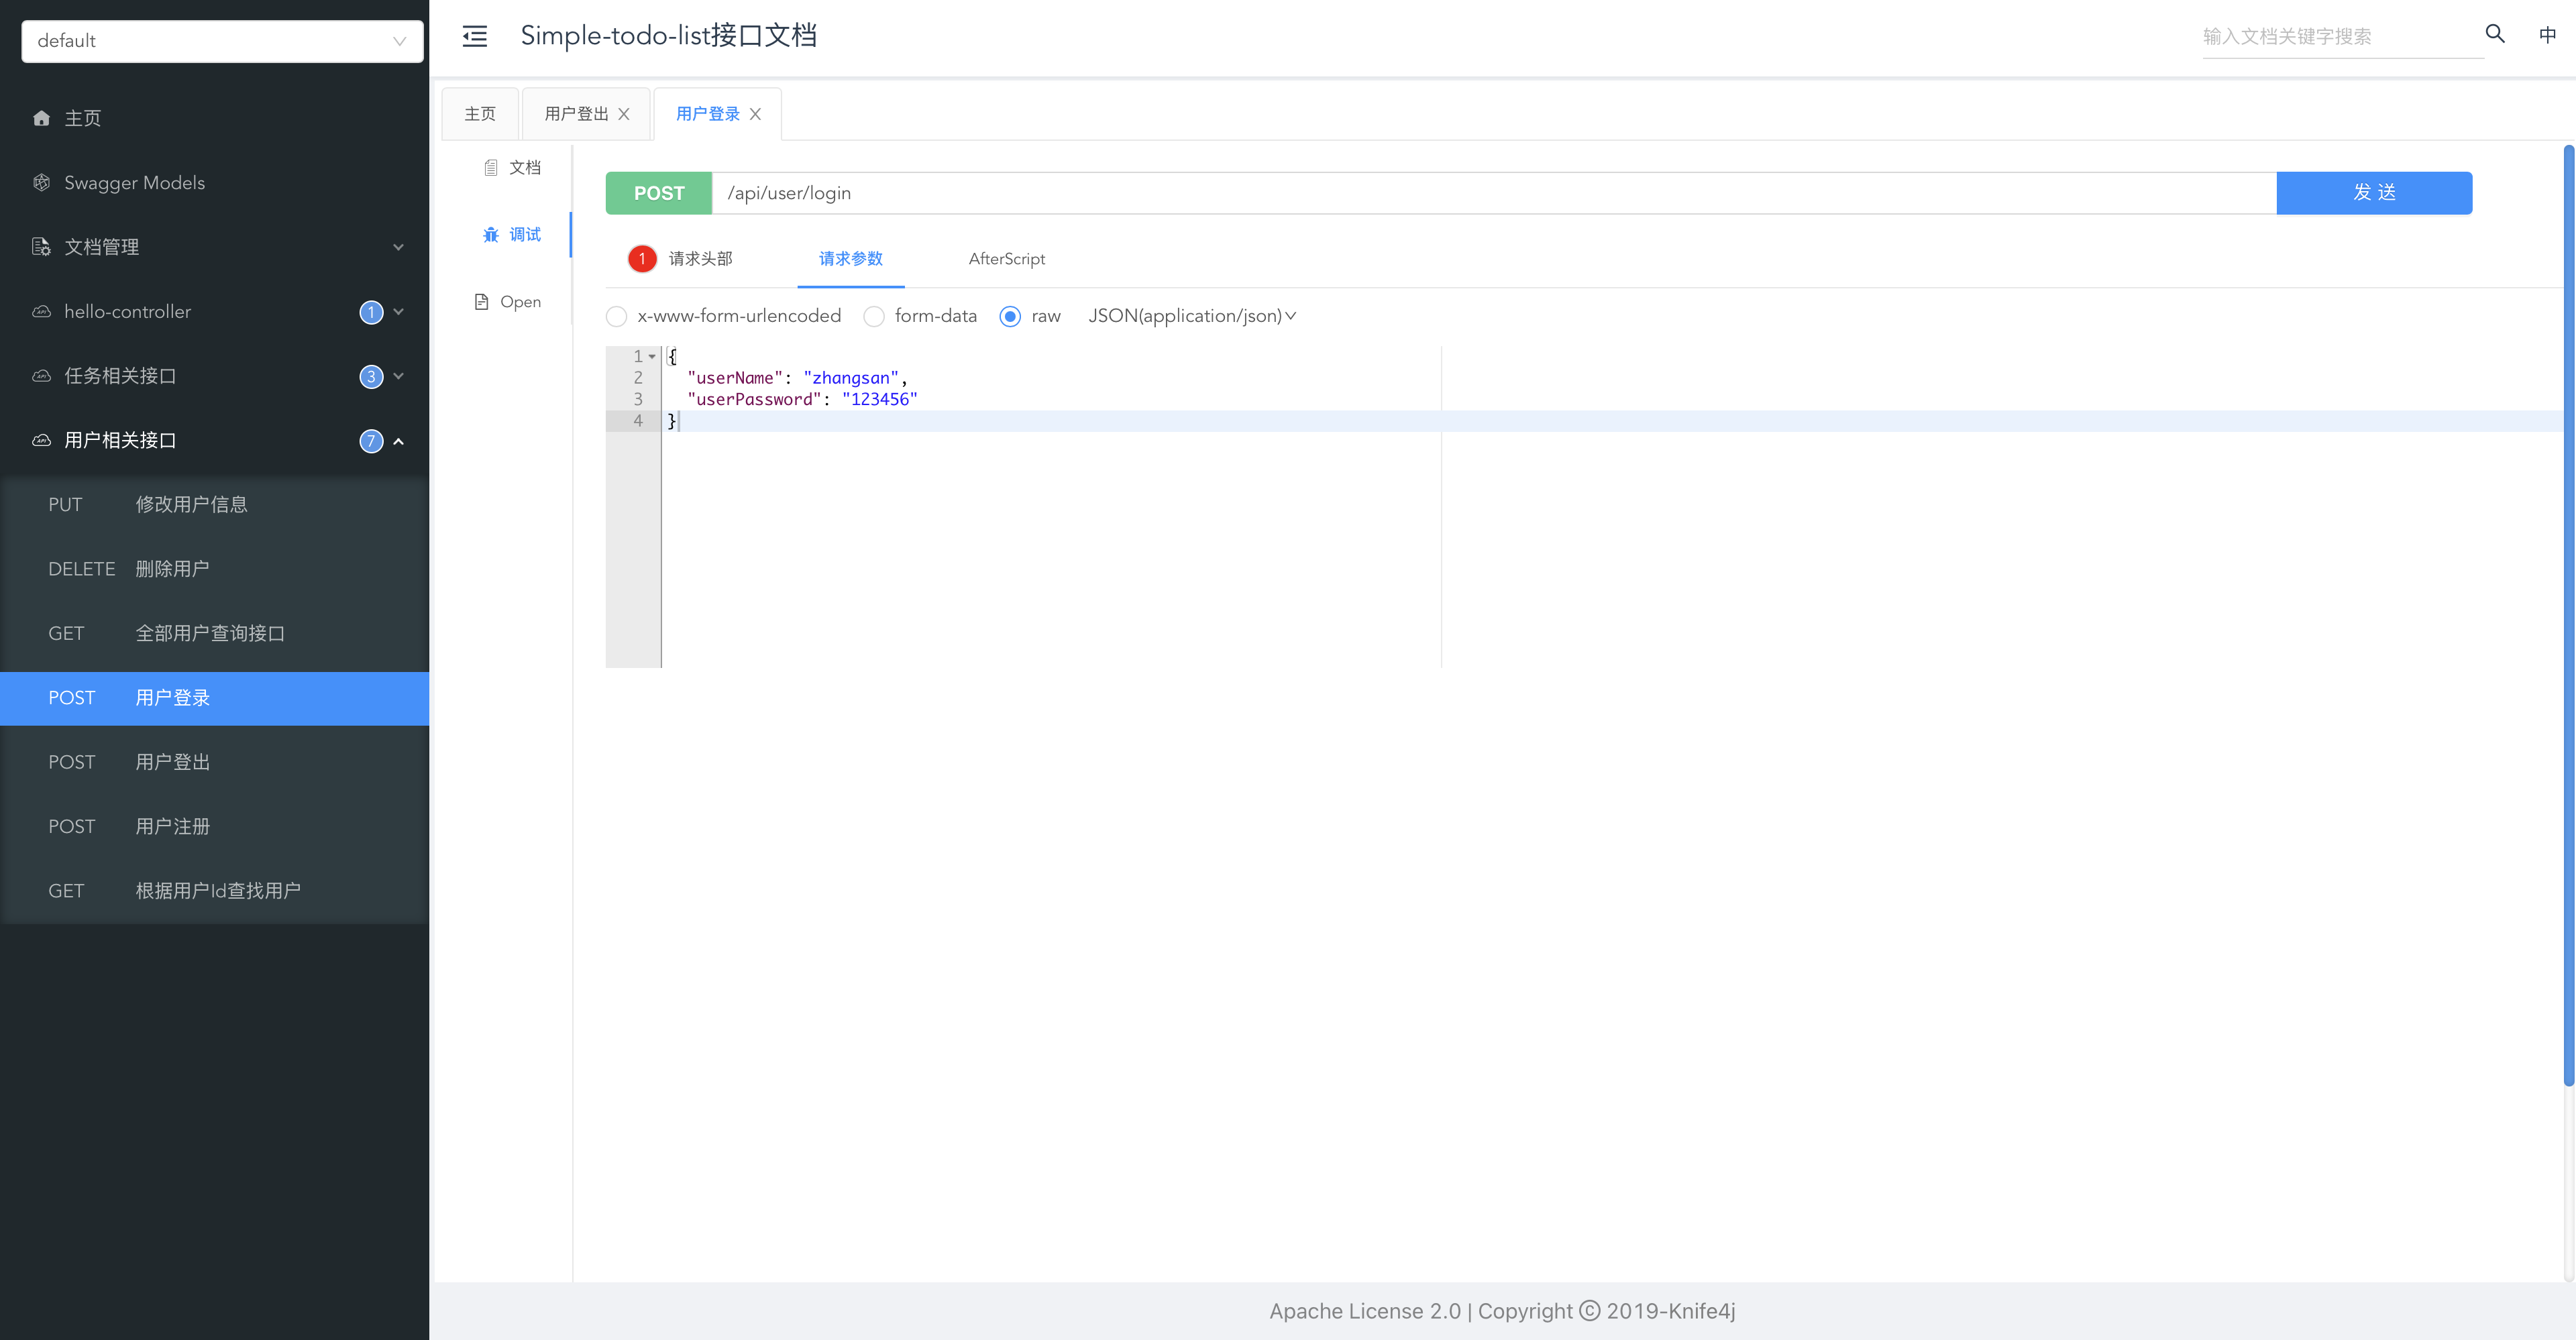 default
主页
Swagger Models
文档管理
hello-controller 1
任务相关接口 3
用户相关接口 7
PUT 修改用户信息
DELETE 删除用户
GET 全部用户查询接口
POST 用户登录
POST 用户登出
POST 用户注册
GET 根据用户Id查找用户
Simple-todo-list接口文档
输入文档关键字搜索
中
主页 用户登出 用户登录
文档
调试
Open
POST /api/user/login 发 送
1 请求头部 请求参数 AfterScript
x-www-form-urlencoded form-data raw JSON(application/json)
1 {
2 "userName": "zhangsan",
3 "userPassword": "123456"
4 }
Apache License 2.0 | Copyright © 2019-Knife4j